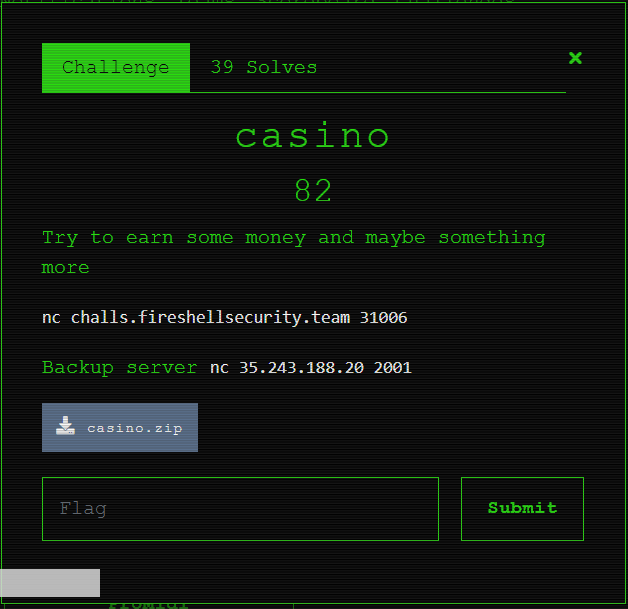 Challenge
39 Solves
×
casino
82
Try to earn some money and maybe something
more
nc challs.fireshellsecurity.team 31006
Backup server nc 35.243.188.20 2001
casino.zip
Flag
Submit